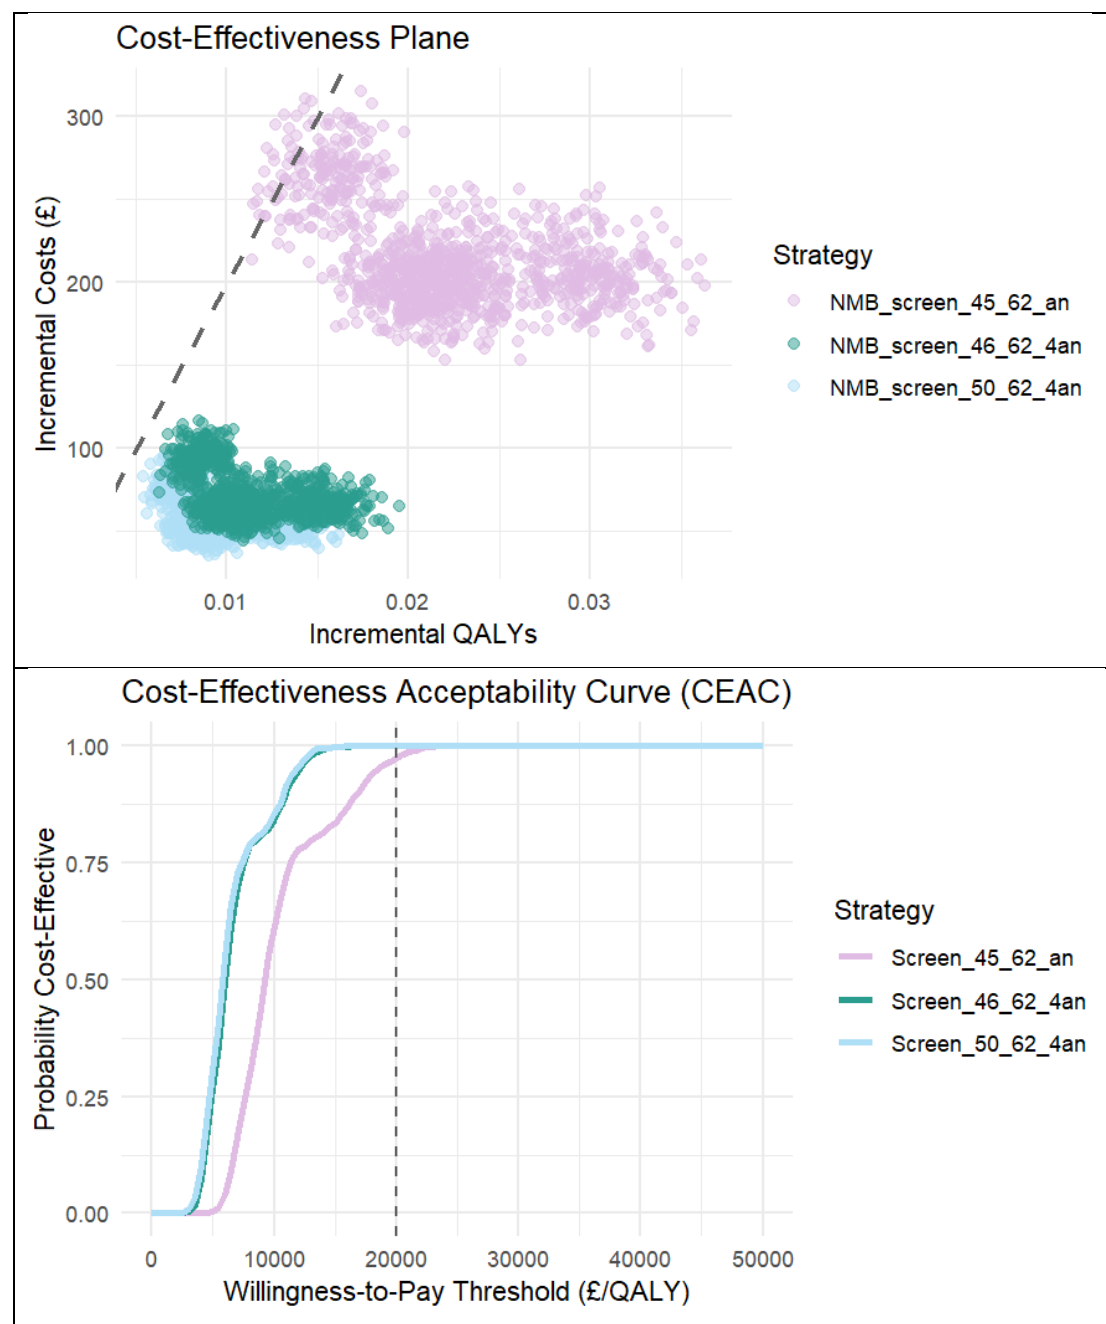 Cost-Effectiveness Plane
300
200
100
Incremental Costs (£)
0.01 0.02 0.03
Incremental QALYs
Strategy
NMB_screen_45_62_an
NMB_screen_46_62_4an
NMB_screen_50_62_4an
Cost-Effectiveness Acceptability Curve (CEAC)
1.00
0.75
0.50
0.25
0.00
Probability Cost-Effective
0 10000 20000 30000 40000 50000
Willingness-to-Pay Threshold (£/QALY)
Strategy
Screen_45_62_an
Screen_46_62_4an
Screen_50_62_4an